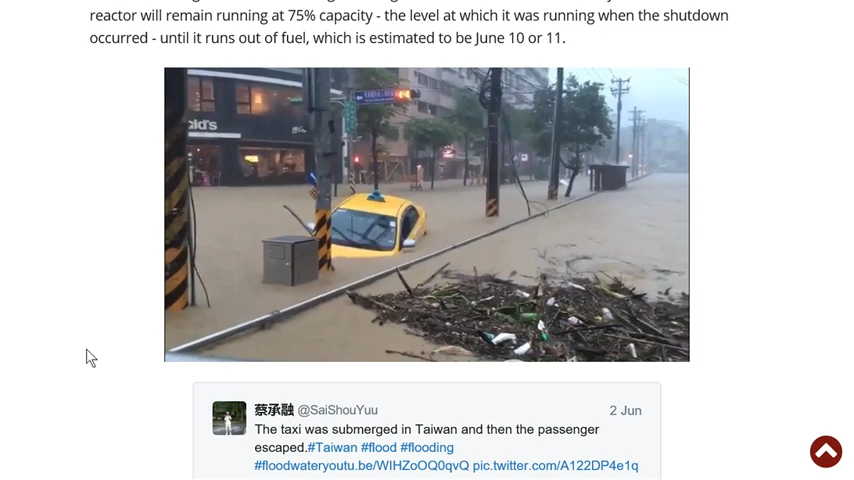 reactor will remain running at 75% capacity - the level at which it was running when the shutdown
occurred - until it runs out of fuel, which is estimated to be June 10 or 11.
ald's
蔡承融 @SaiShouYuu 2 Jun
The taxi was submerged in Taiwan and then the passenger
escaped.#Taiwan #flood #flooding
#floodwateryoutu.be/WIHZoOQ0qvQ pic.twitter.com/A122DP4e1q